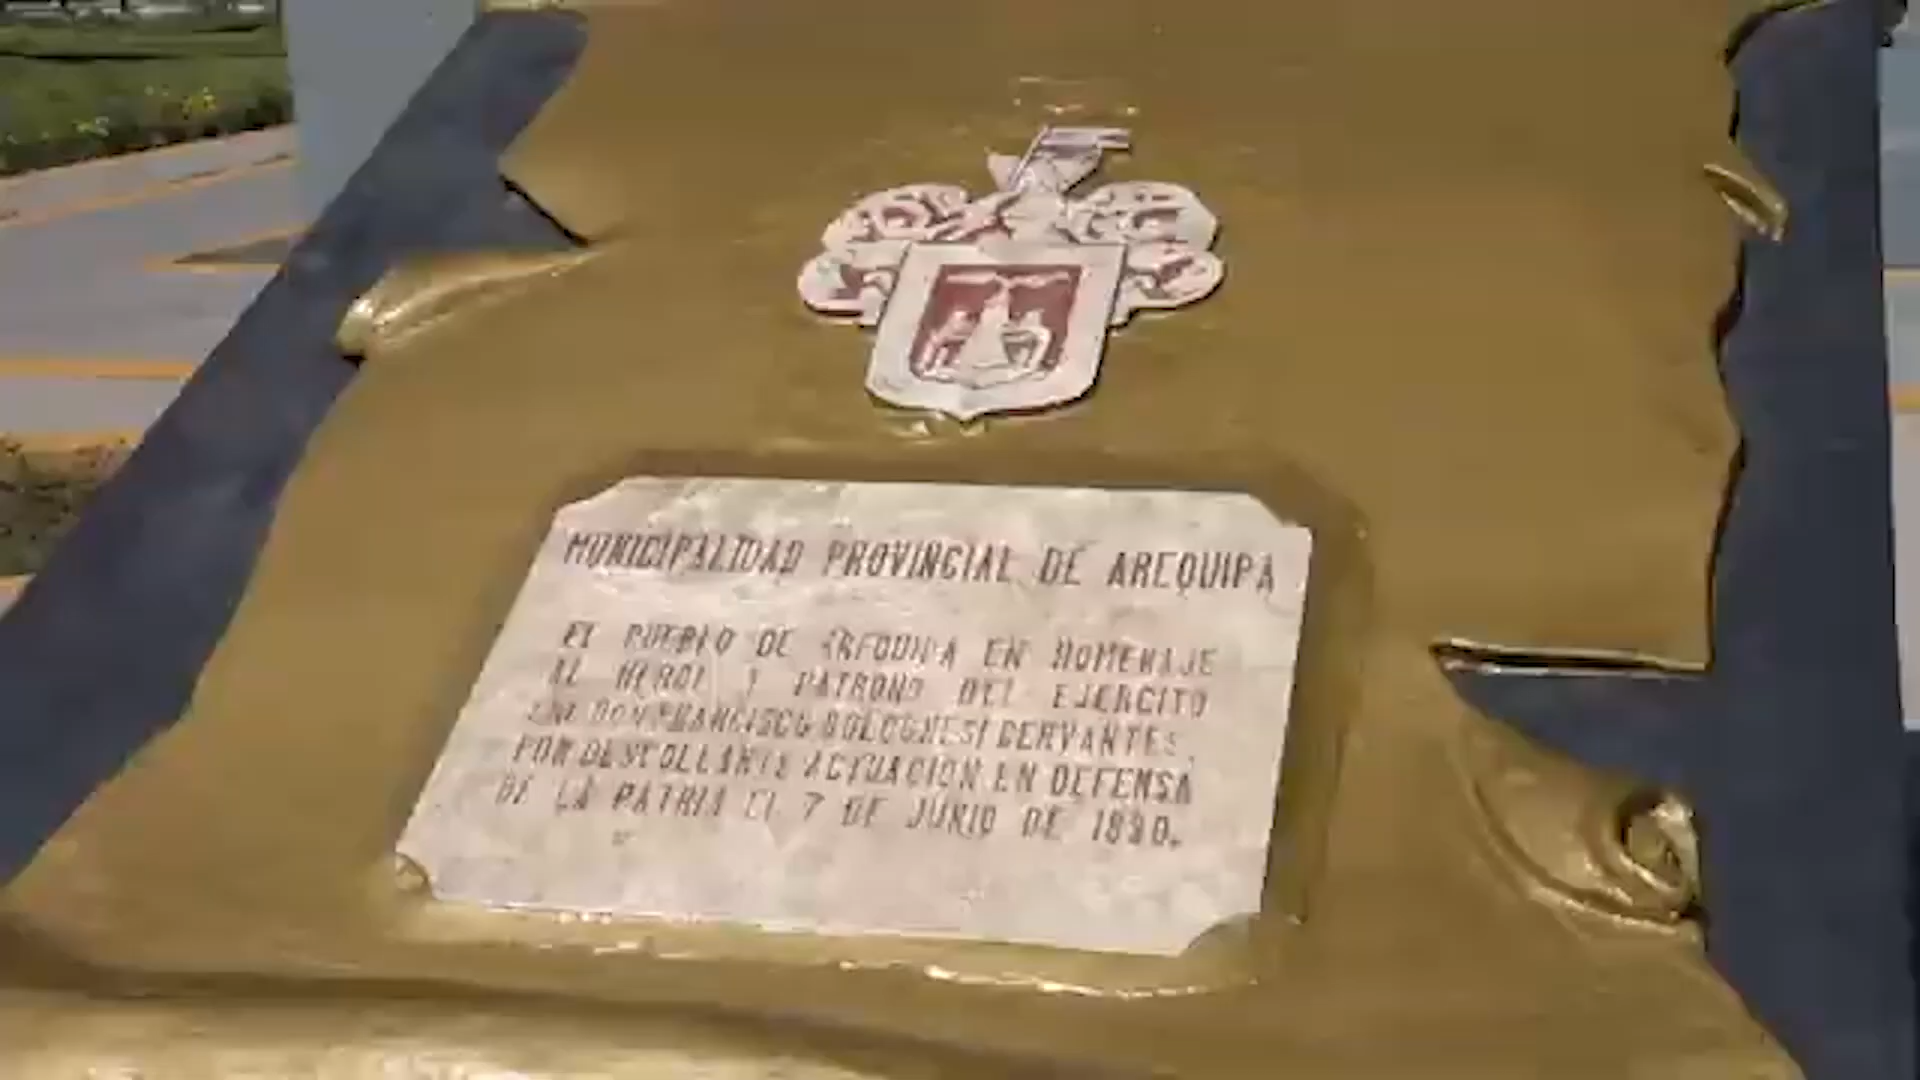 MUNICIPALIDAD PROVINCIAL DE AREQUIPA
EL PUEBLO DE AREQUIPA EN HOMENAJE
AL HEROE Y PATRONO DEL EJERCITO
DON FRANCISCO BOLOGNESI CERVANTES,
POR DESCOLLANTE ACTUACION EN DEFENSA
DE LA PATRIA EL 7 DE JUNIO DE 1880.